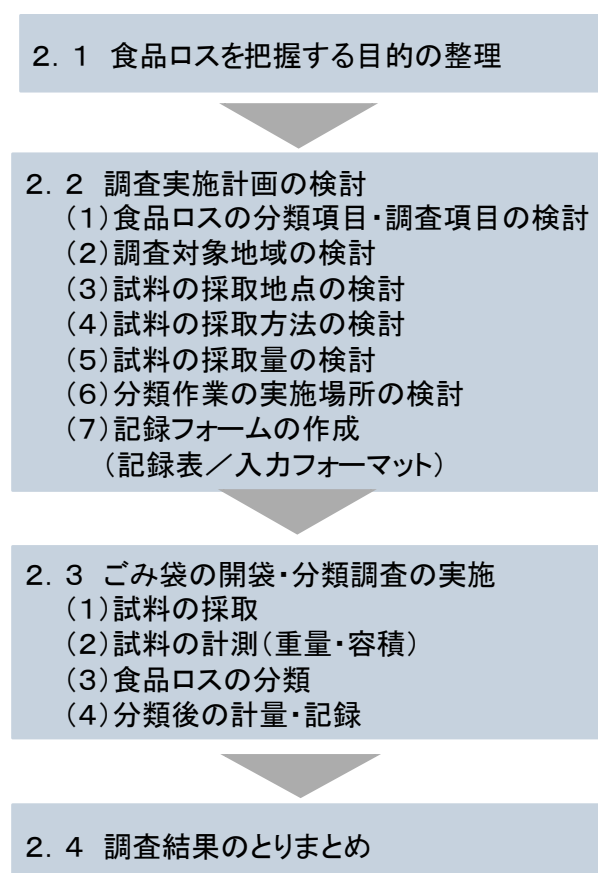 ２．１　食品ロスを把握する目的の整理
２．２　調査実施計画の検討
（１）食品ロスの分類項目・調査項目の検討
（２）調査対象地域の検討
（３）試料の採取地点の検討
（４）試料の採取方法の検討
（５）試料の採取量の検討
（６）分類作業の実施場所の検討
（７）記録フォームの作成
（記録表／入力フォーマット）
２．３　ごみ袋の開袋・分類調査の実施
（１）試料の採取
（２）試料の計測（重量・容積）
（３）食品ロスの分類
（４）分類後の計量・記録
２．４　調査結果のとりまとめ